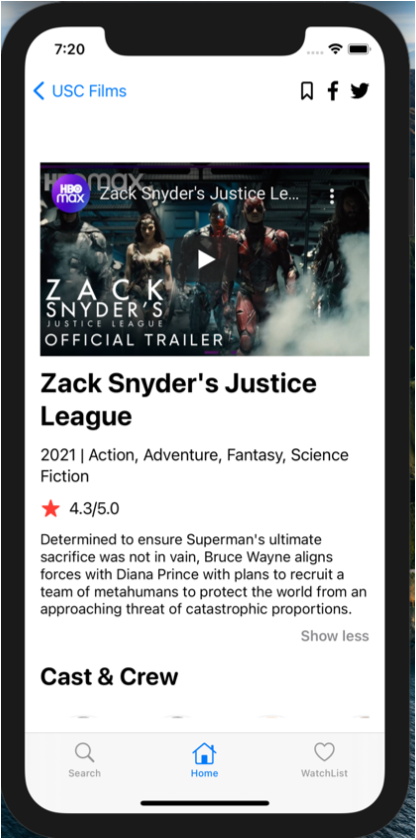 7:20
USC Films
HBO max
HBO
max
Zack Snyder's Justice Le...
ZACK
SNYDER'S
JUSTICE LEAGUE
OFFICIAL TRAILER
Zack Snyder's Justice
League
2021 | Action, Adventure, Fantasy, Science
Fiction
4.3/5.0
Determined to ensure Superman's ultimate
sacrifice was not in vain, Bruce Wayne aligns
forces with Diana Prince with plans to recruit a
team of metahumans to protect the world from an
approaching threat of catastrophic proportions.
Show less
Cast & Crew
Search
Home
WatchList